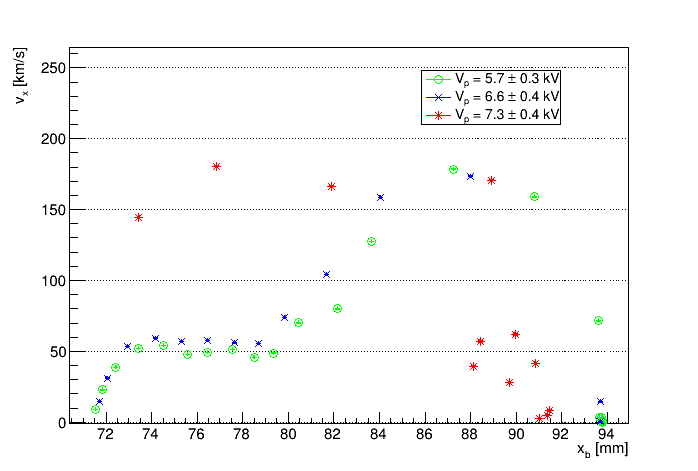 v_x [km/s]
250
200
150
100
50
0
V_p = 5.7 ± 0.3 kV
V_p = 6.6 ± 0.4 kV
V_p = 7.3 ± 0.4 kV
72 74 76 78 80 82 84 86 88 90 92 94
x_b [mm]